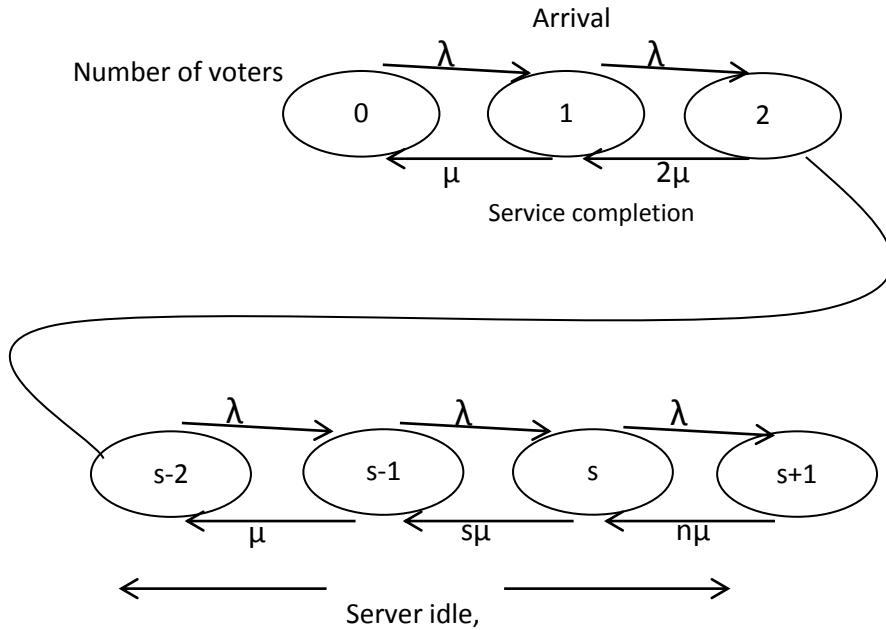 Arrival
λ λ
Number of voters
0 1 2
μ 2μ
Service completion
λ λ λ
s-2 s-1 s s+1
μ sμ nμ
Server idle,